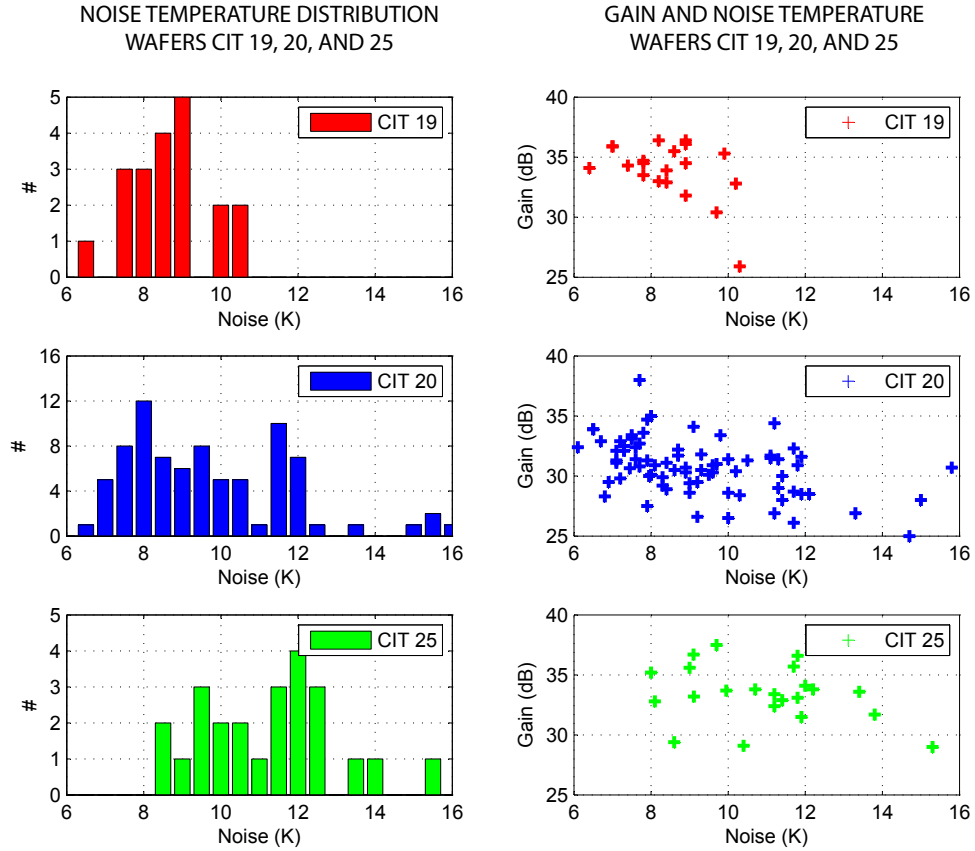 NOISE TEMPERATURE DISTRIBUTION
WAFERS CIT 19, 20, AND 25
GAIN AND NOISE TEMPERATURE
WAFERS CIT 19, 20, AND 25
5
4
3
2
1
0
#
CIT 19
6 8 10 12 14 16
Noise (K)
40
35
30
25
Gain (dB)
CIT 19
6 8 10 12 14 16
Noise (K)
16
12
8
4
0
#
CIT 20
6 8 10 12 14 16
Noise (K)
40
35
30
25
Gain (dB)
CIT 20
6 8 10 12 14 16
Noise (K)
5
4
3
2
1
0
#
CIT 25
6 8 10 12 14 16
Noise (K)
40
35
30
25
Gain (dB)
CIT 25
6 8 10 12 14 16
Noise (K)